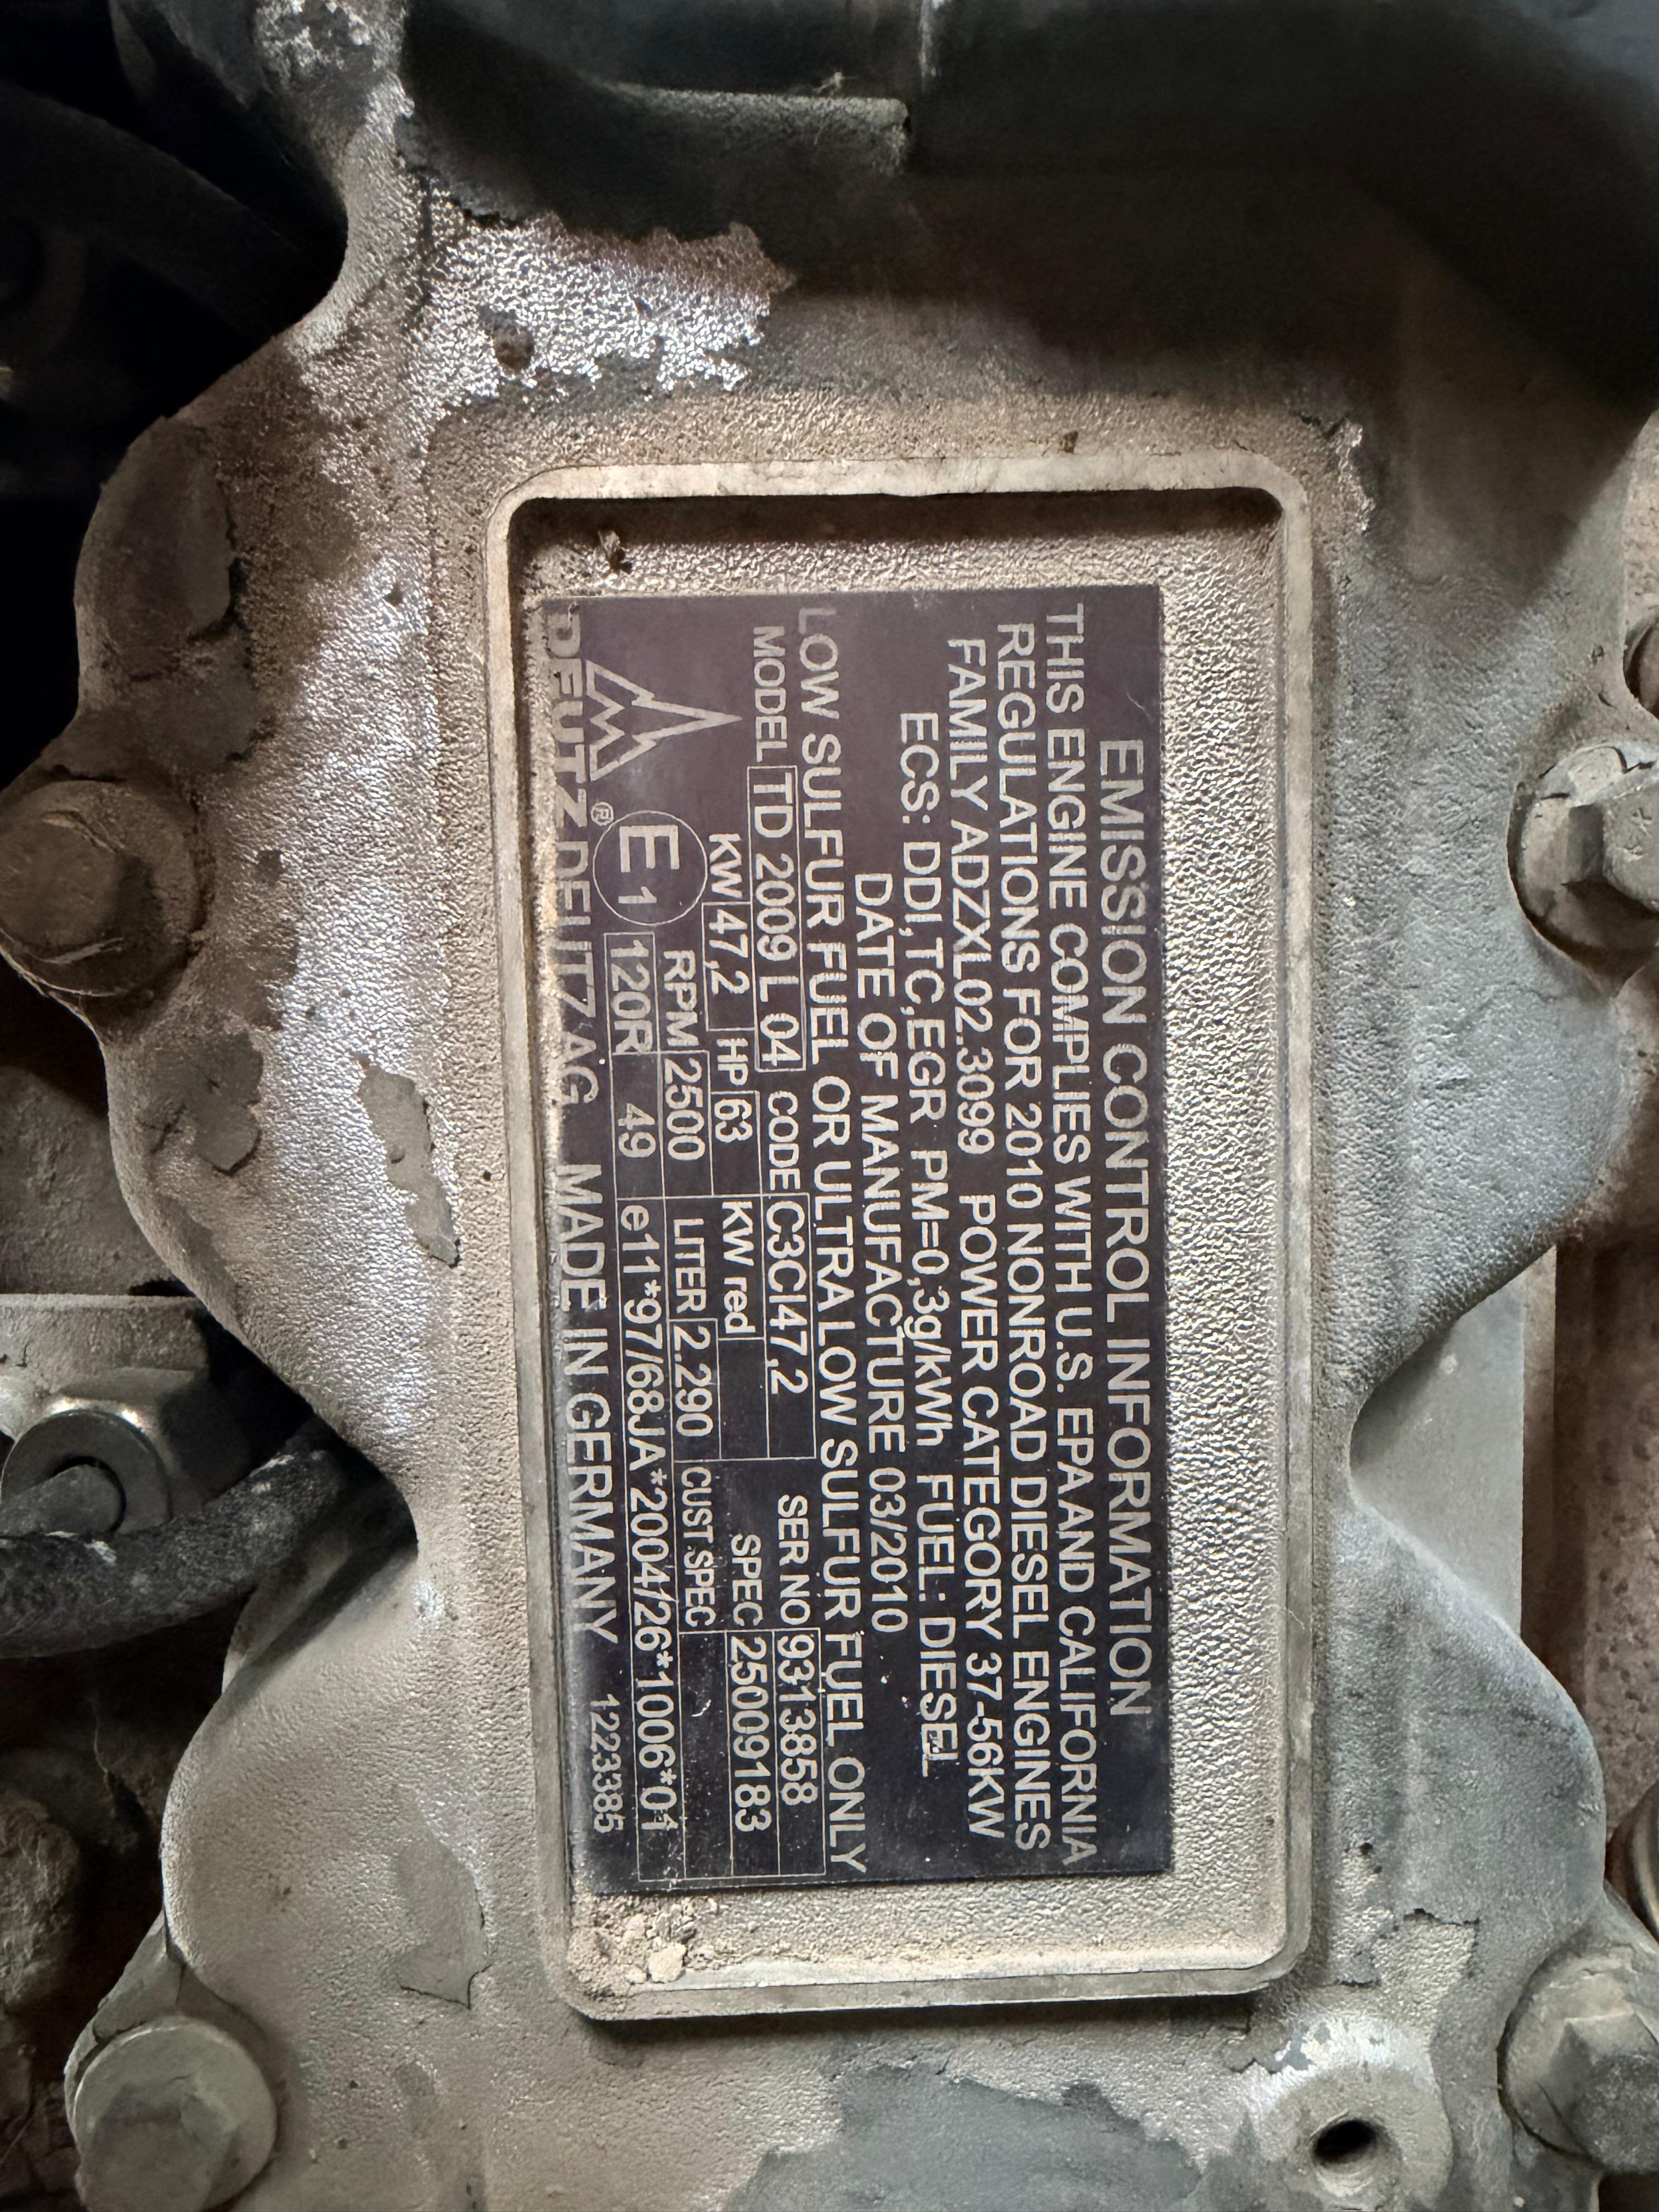 EMISSION CONTROL INFORMATION
THIS ENGINE COMPLIES WITH U.S. EPA AND CALIFORNIA
REGULATIONS FOR 2010 NONROAD DIESEL ENGINES
FAMILY ADZXL02.3099 POWER CATEGORY 37-56KW
ECS: DDI,TC,EGR PM=0,3g/kWh FUEL: DIESEL
DATE OF MANUFACTURE 03/2010
LOW SULFUR FUEL OR ULTRA LOW SULFUR FUEL ONLY
MODEL TD 2009 L 04 CODE C3CI47,2 SER NO 9313858
KW 47,2 HP 63 KW red SPEC 25009183
RPM 2500 LITER 2.290 CUST SPEC
E1 120R 49 e11*97/68JA*2004/26*1006*01
DEUTZ® DEUTZ AG MADE IN GERMANY 1223385